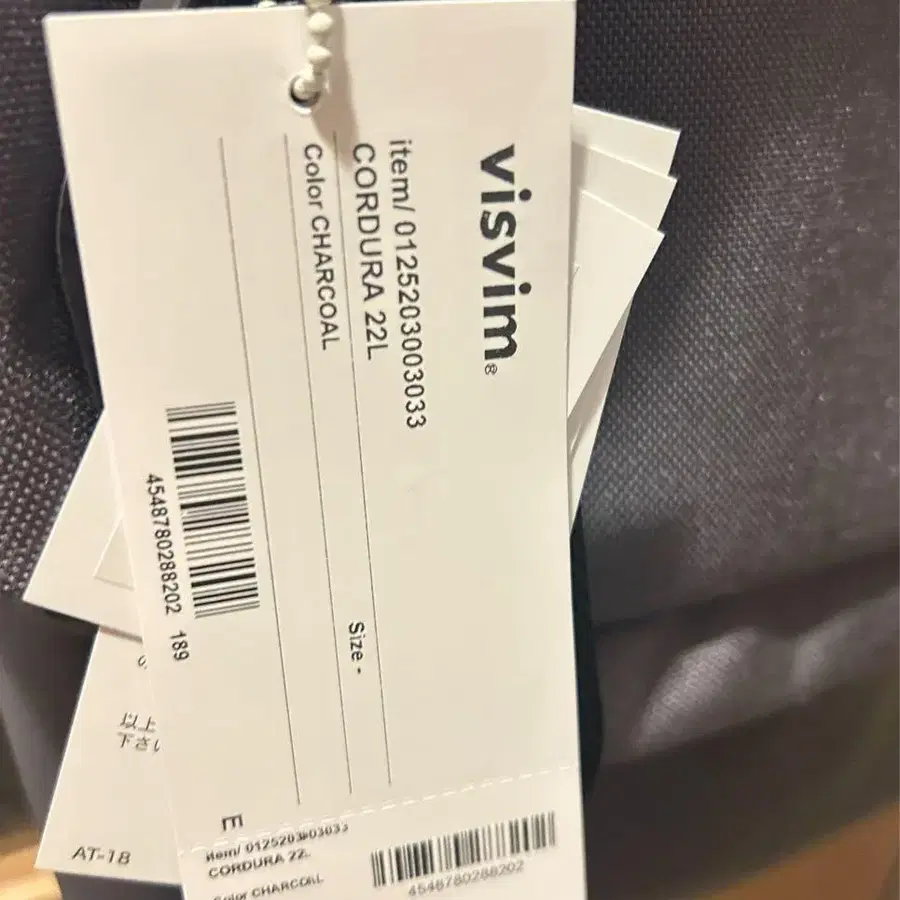 visvim®
item/ 0125203003033
CORDURA 22L
Size -
Color CHARCOAL
4548780288202 189
E
item/ 0125203003033
CORDURA 22
Color CHARCOAL
4548780288202
以上
下さい
AT-18